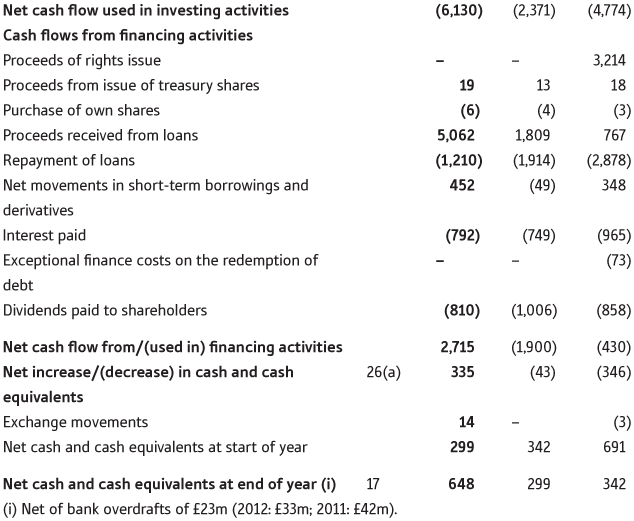 Net cash flow used in investing activities (6,130) (2,371) (4,774)
Cash flows from financing activities
Proceeds of rights issue – – 3,214
Proceeds from issue of treasury shares 19 13 18
Purchase of own shares (6) (4) (3)
Proceeds received from loans 5,062 1,809 767
Repayment of loans (1,210) (1,914) (2,878)
Net movements in short-term borrowings and 452 (49) 348
derivatives
Interest paid (792) (749) (965)
Exceptional finance costs on the redemption of – – (73)
debt
Dividends paid to shareholders (810) (1,006) (858)
Net cash flow from/(used in) financing activities 2,715 (1,900) (430)
Net increase/(decrease) in cash and cash 26(a) 335 (43) (346)
equivalents
Exchange movements 14 – (3)
Net cash and cash equivalents at start of year 299 342 691
Net cash and cash equivalents at end of year (i) 17 648 299 342
(i) Net of bank overdrafts of £23m (2012: £33m; 2011: £42m).